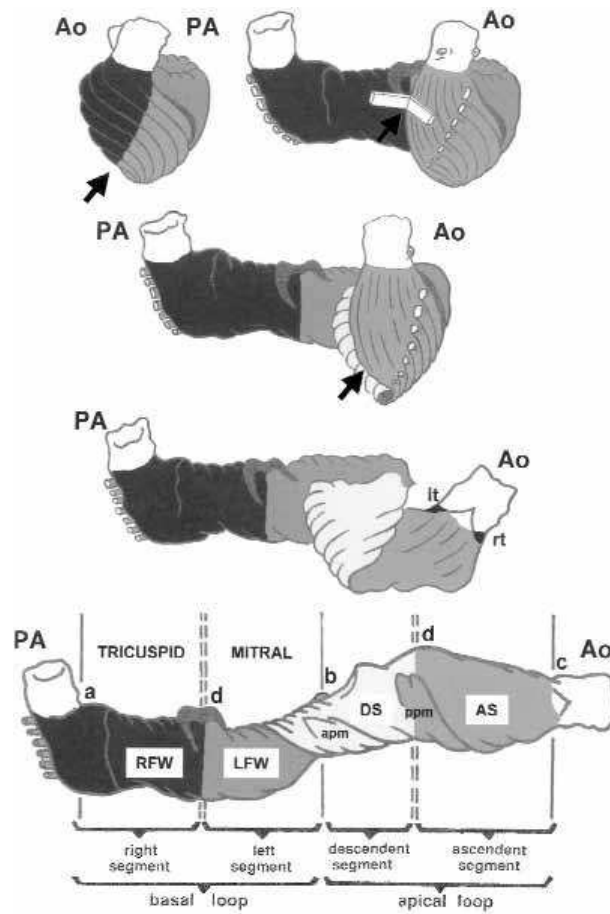 Ao PA Ao
PA Ao
PA Ao
lt
rt
PA TRICUSPID MITRAL d Ao
a d b c
DS ppm AS
apm
RFW LFW
right segment left segment descendent segment ascendent segment
basal loop apical loop